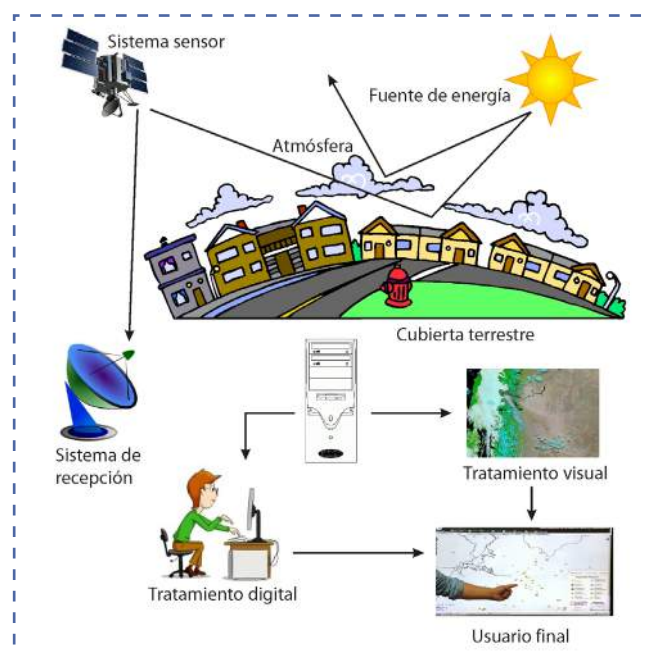 Sistema sensor
Fuente de energía
Atmósfera
Cubierta terrestre
Sistema de
recepción
Tratamiento visual
Tratamiento digital
Usuario final